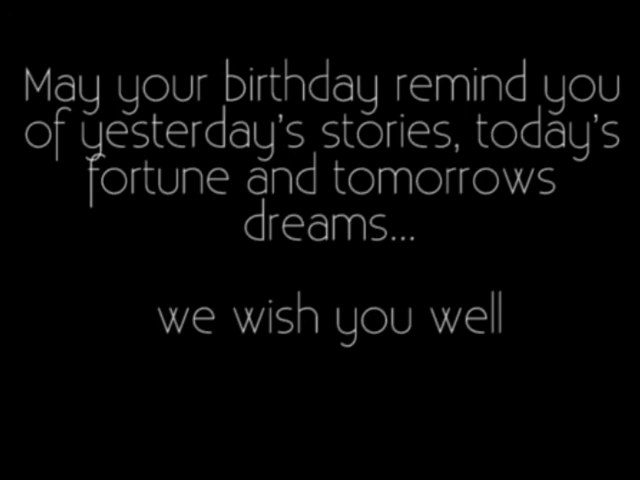 May your birthday remind you
of yesterday's stories, today's
fortune and tomorrows
dreams...
we wish you well